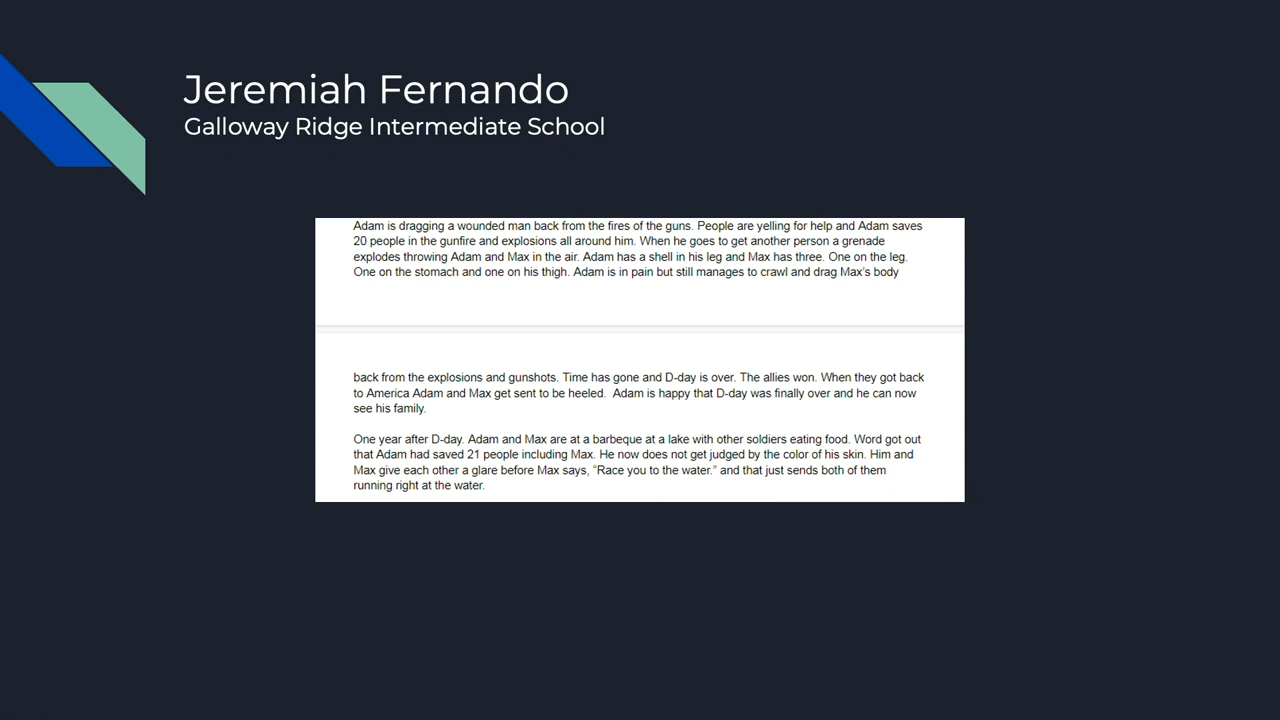 Jeremiah Fernando
Galloway Ridge Intermediate School
Adam is dragging a wounded man back from the fires of the guns. People are yelling for help and Adam saves
20 people in the gunfire and explosions all around him. When he goes to get another person a grenade
explodes throwing Adam and Max in the air. Adam has a shell in his leg and Max has three. One on the leg.
One on the stomach and one on his thigh. Adam is in pain but still manages to crawl and drag Max's body
back from the explosions and gunshots. Time has gone and D-day is over. The allies won. When they got back
to America Adam and Max get sent to be heeled.  Adam is happy that D-day was finally over and he can now
see his family.
One year after D-day. Adam and Max are at a barbeque at a lake with other soldiers eating food. Word got out
that Adam had saved 21 people including Max. He now does not get judged by the color of his skin. Him and
Max give each other a glare before Max says, “Race you to the water.” and that just sends both of them
running right at the water.